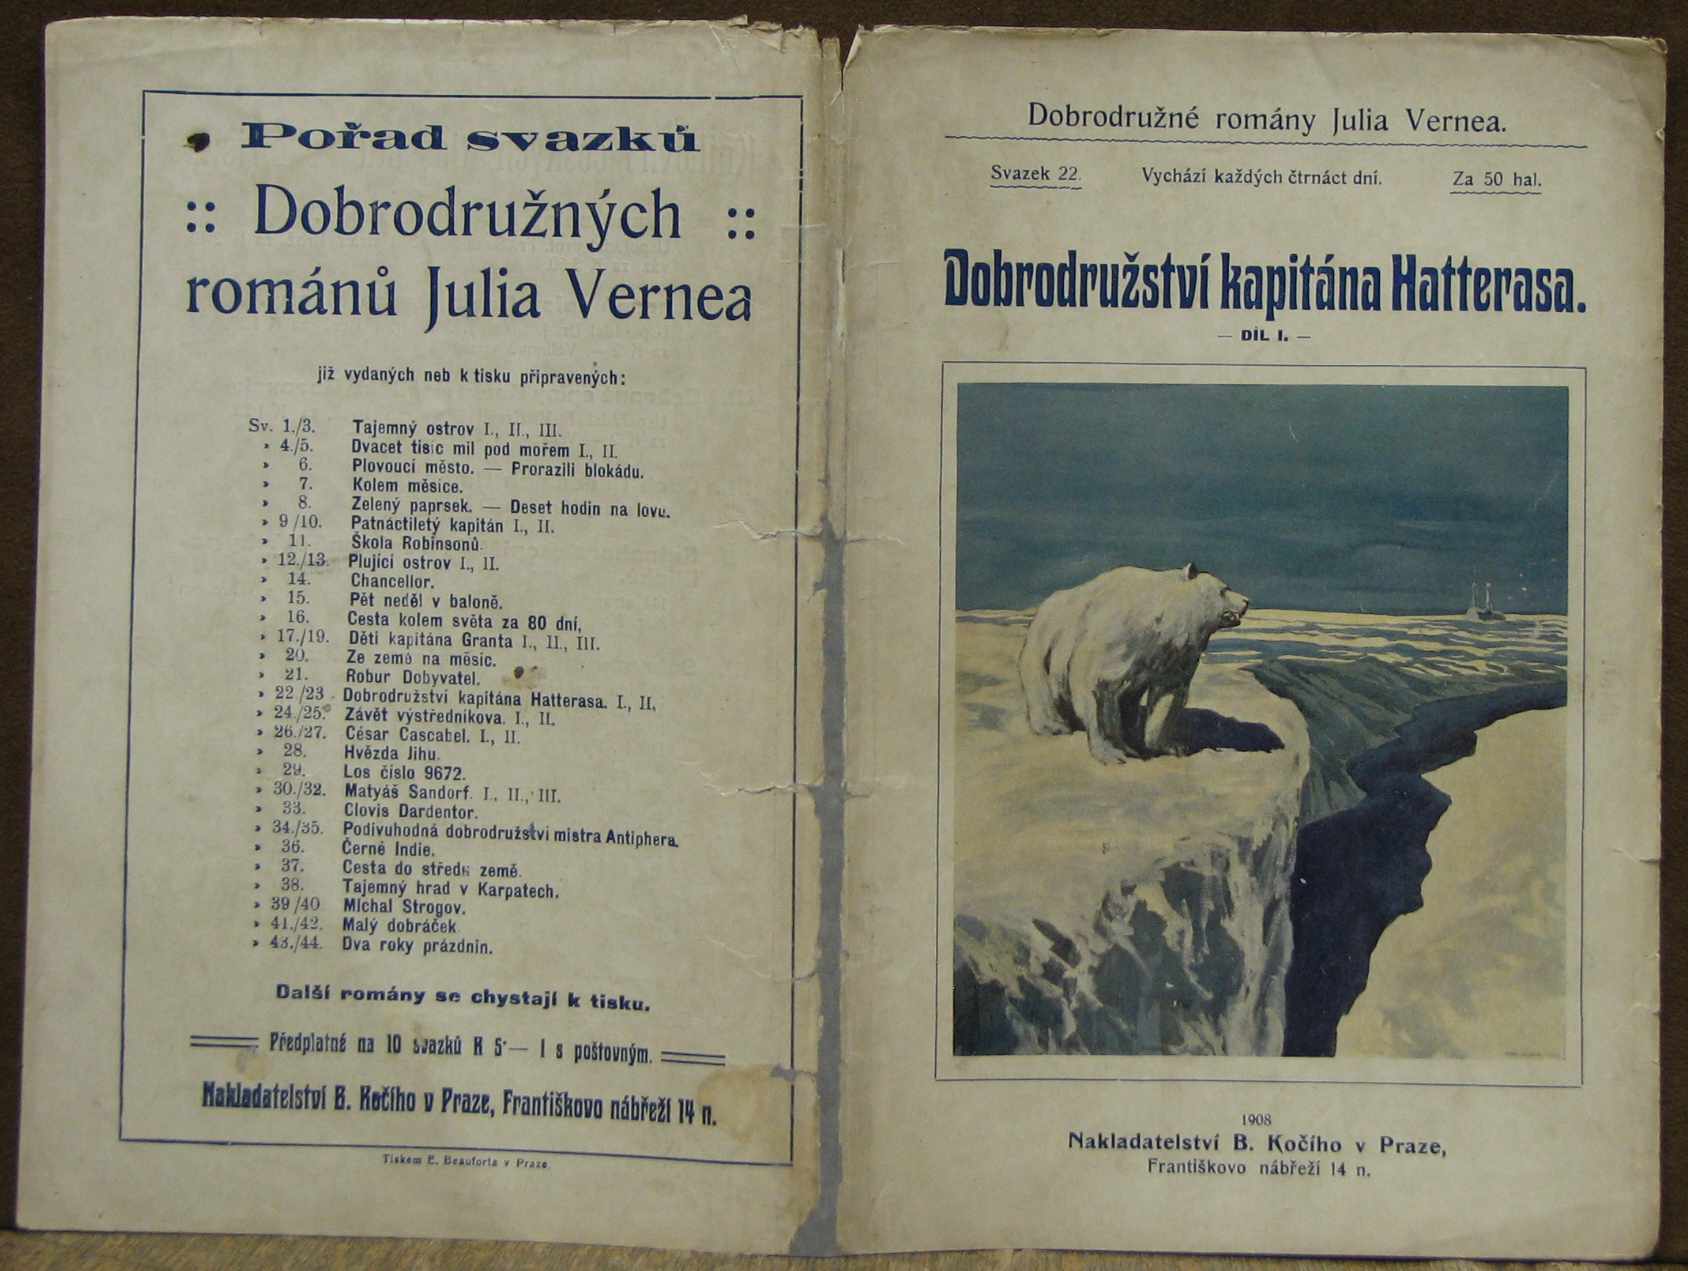 Pořad svazků
:: Dobrodružných ::
románů Julia Vernea
již vydaných neb k tisku připravených:
Sv. 1./3. Tajemný ostrov I., II., III.
» 4./5. Dvacet tisíc mil pod mořem I., II.
» 6. Plovoucí město. — Prorazili blokádu.
» 7. Kolem měsíce.
» 8. Zelený paprsek. — Deset hodin na lovu.
» 9/10. Patnáctiletý kapitán I., II.
» 11. Škola Robinsonů.
» 12./13. Plující ostrov I., II.
» 14. Chancellor.
» 15. Pět neděl v baloně.
» 16. Cesta kolem světa za 80 dní,
» 17./19. Děti kapitána Granta I., II., III.
» 20. Ze země na měsíc.
» 21. Robur Dobyvatel.
» 22/23. Dobrodružství kapitána Hatterasa. I., II.
» 24./25. Závět výstředníkova. I., II.
» 26./27. César Cascabel. I., II.
» 28. Hvězda Jihu.
» 29. Los číslo 9672.
» 30./32. Matyáš Sandorf. I., II., III.
» 33. Clovis Dardentor.
» 34./35. Podivuhodná dobrodružství mistra Antiphera.
» 36. Černé Indie.
» 37. Cesta do středu země.
» 38. Tajemný hrad v Karpatech.
» 39/40 Michal Strogov.
» 41./42. Malý dobráček
» 43./44. Dva roky prázdnin.
Další romány se chystají k tisku.
Předplatné na 10 svazků K 5·— i s poštovným.
Nakladatelství B. Kočího v Praze, Františkovo nábřeží 14 n.
Tiskem E. Beauforta v Praze.
Dobrodružné romány Julia Vernea.
Svazek 22. Vychází každých čtrnáct dní. Za 50 hal.
Dobrodružství kapitána Hatterasa.
— DÍL I. —
1908
Nakladatelství B. Kočího v Praze,
Františkovo nábřeží 14 n.